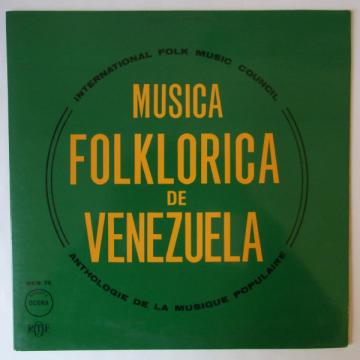 INTERNATIONAL FOLK MUSIC COUNCIL
MUSICA
FOLKLORICA
DE
VENEZUELA
ANTHOLOGIE DE LA MUSIQUE POPULAIRE
OCORA